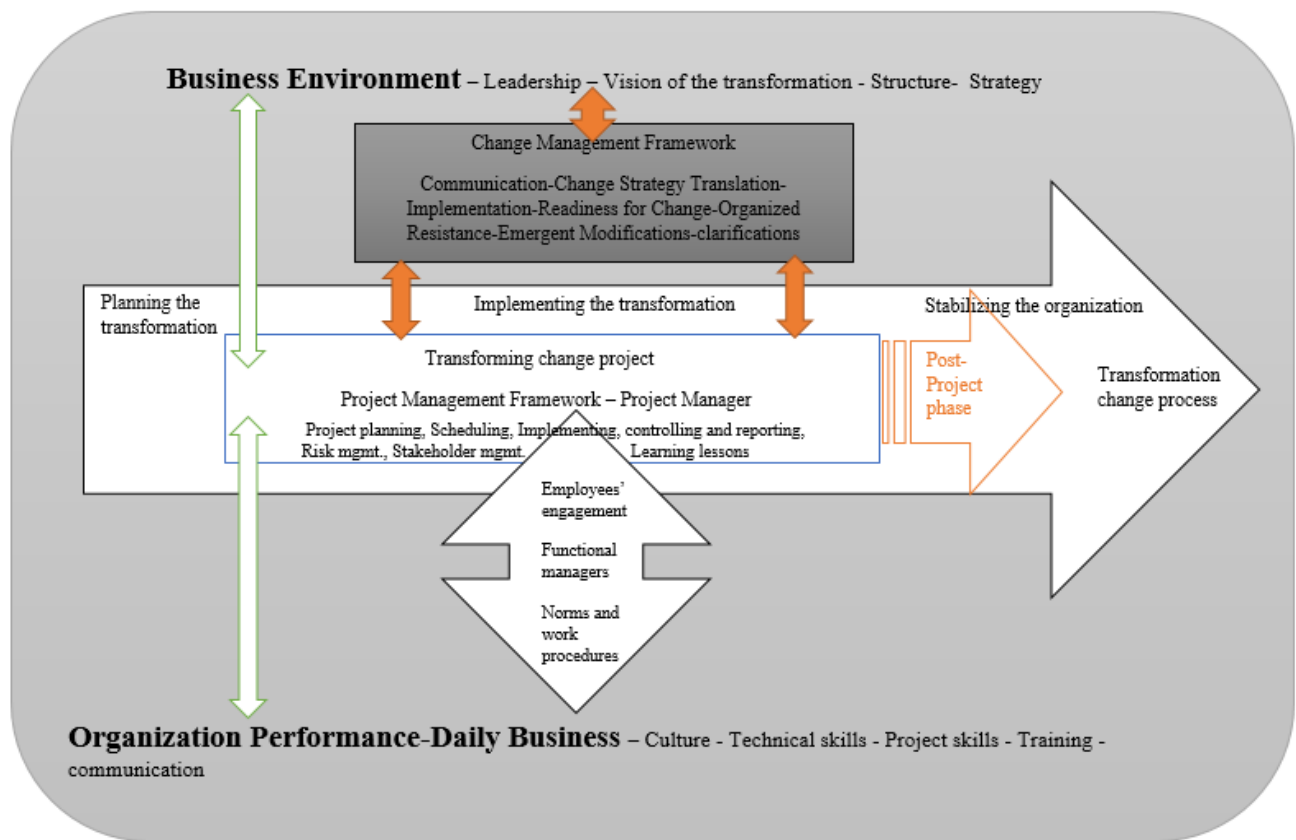 Business Environment – Leadership – Vision of the transformation - Structure- Strategy
Change Management Framework
Communication-Change Strategy Translation-
Implementation-Readiness for Change-Organized
Resistance-Emergent Modifications-clarifications
Planning the
transformation
Implementing the transformation
Stabilizing the organization
Transforming change project
Project Management Framework – Project Manager
Project planning, Scheduling, Implementing, controlling and reporting,
Risk mgmt., Stakeholder mgmt. Learning lessons
Post-
Project
phase
Transformation
change process
Employees’
engagement
Functional
managers
Norms and
work
procedures
Organization Performance-Daily Business – Culture - Technical skills - Project skills - Training -
communication